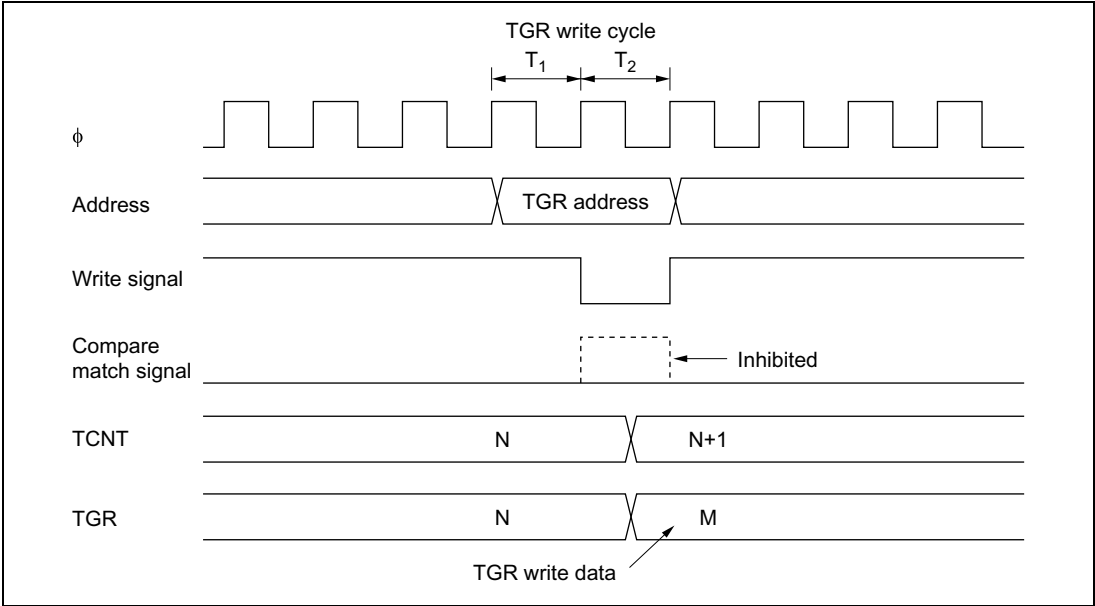 TGR write cycle
T₁ T₂
ϕ
Address
TGR address
Write signal
Compare
match signal
Inhibited
TCNT
N
N+1
TGR
N
M
TGR write data